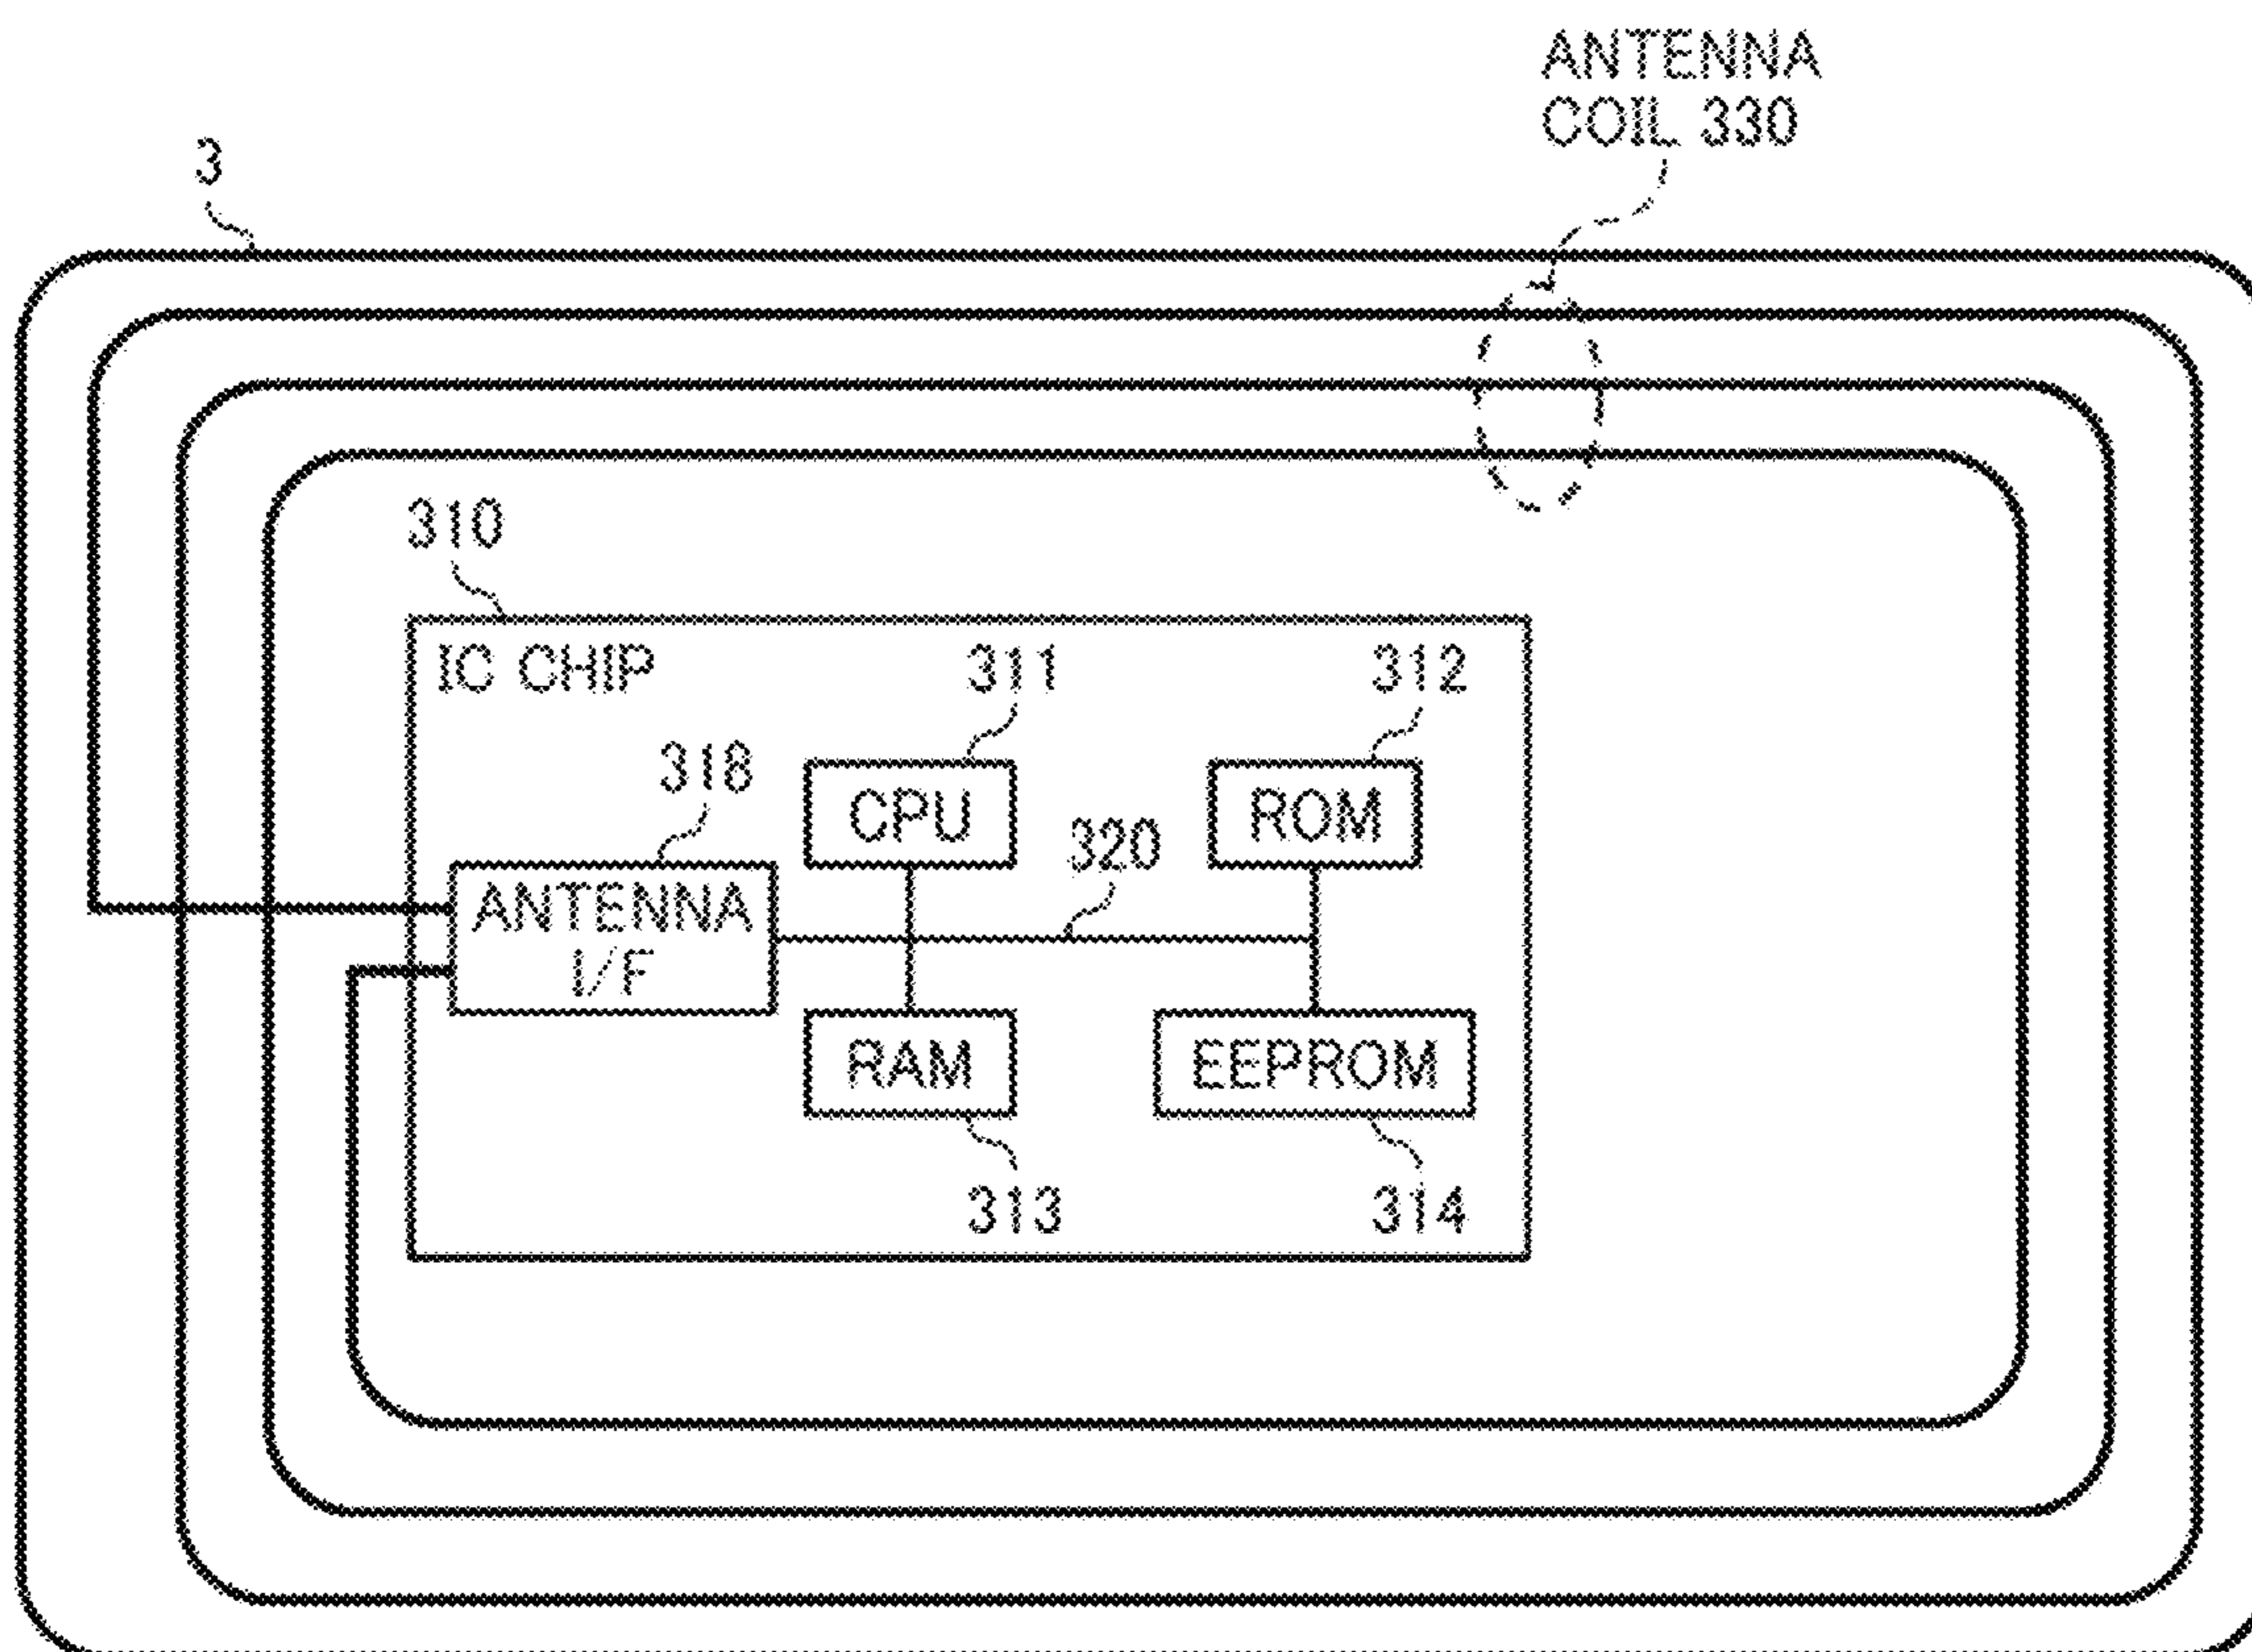 ANTENNA
COIL 330
3
310
IC CHIP
311
312
318
CPU
ROM
320
ANTENNA
I/F
RAM
EEPROM
313
314